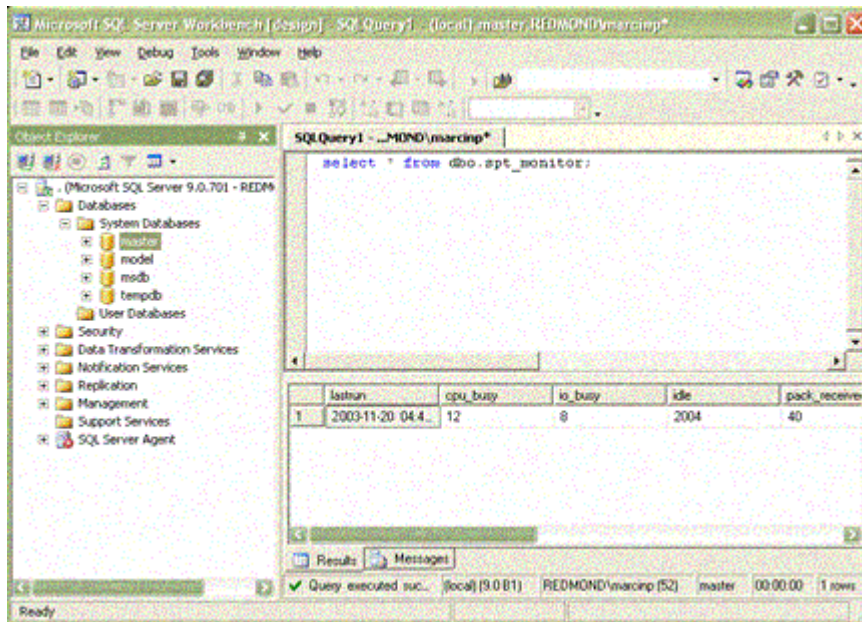 Microsoft SQL Server Workbench [design] - SQLQuery1 - (local).master.REDMOND\marcinp*
File Edit View Debug Tools Window Help
Object Explorer
SQLQuery1 - ...MOND\marcinp*
select * from dbo.spt_monitor;
. (Microsoft SQL Server 9.0.701 - REDM
Databases
System Databases
master
model
msdb
tempdb
User Databases
Security
Data Transformation Services
Notification Services
Replication
Management
Support Services
SQL Server Agent
lastrun cpu_busy io_busy idle pack_receive
1 2003-11-20 04:4... 12 8 2004 40
Results Messages
Query executed suc... (local) (9.0 B1) REDMOND\marcinp (52) master 00:00:00 1 rows
Ready